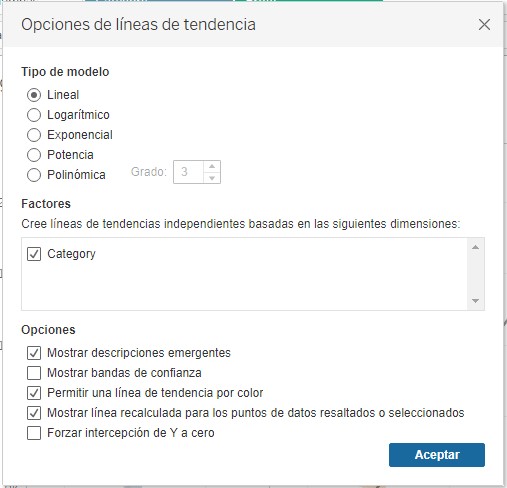 Opciones de líneas de tendencia
Tipo de modelo
Lineal
Logarítmico
Exponencial
Potencia
Polinómica Grado: 3
Factores
Cree líneas de tendencias independientes basadas en las siguientes dimensiones:
Category
Opciones
Mostrar descripciones emergentes
Mostrar bandas de confianza
Permitir una línea de tendencia por color
Mostrar línea recalculada para los puntos de datos resaltados o seleccionados
Forzar intercepción de Y a cero
Aceptar